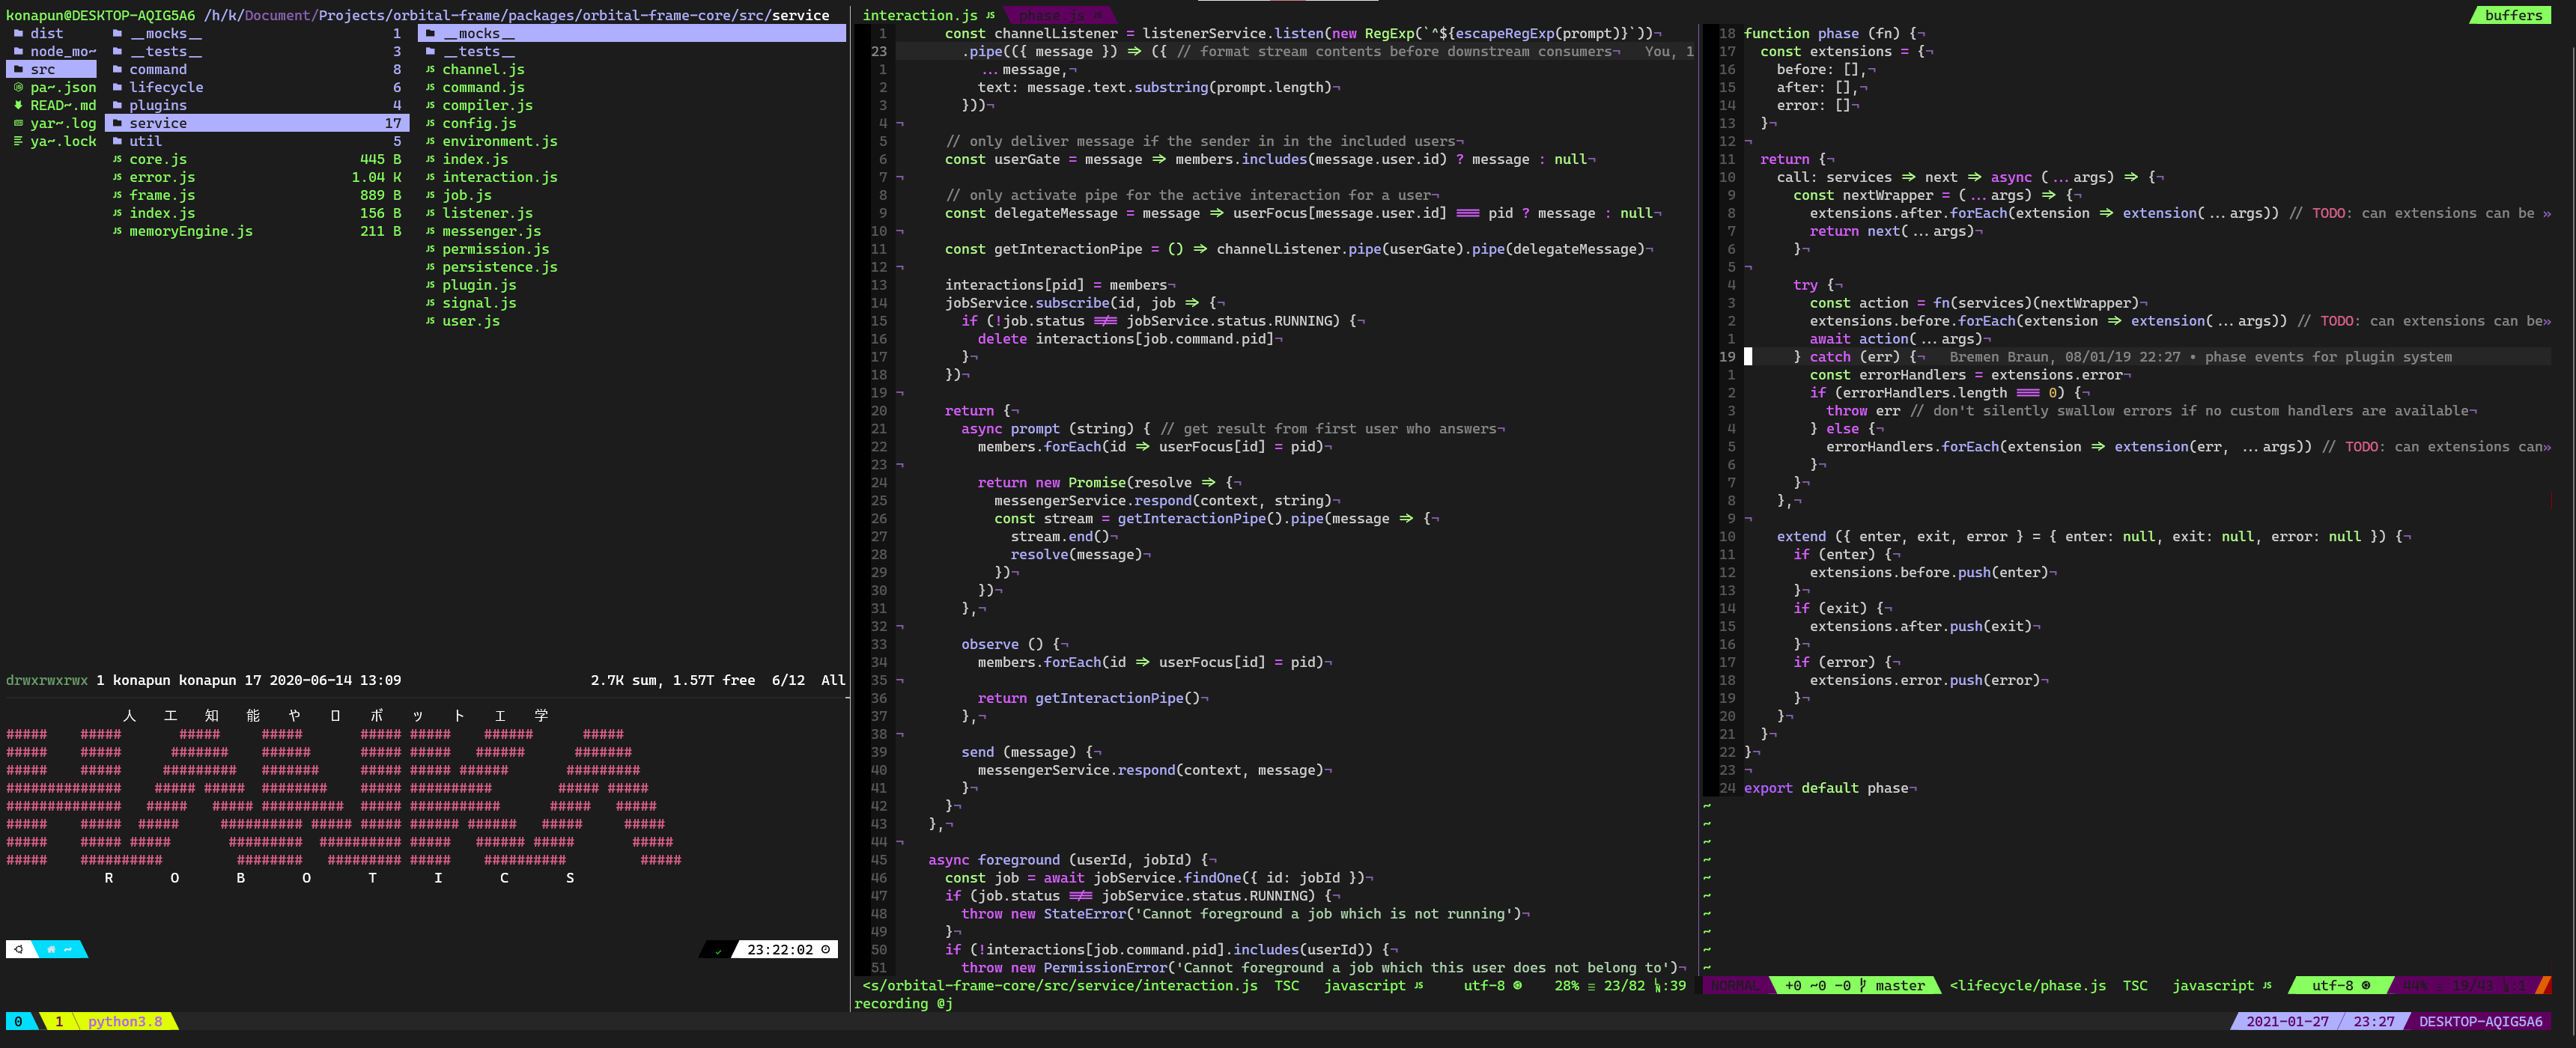 konapun@DESKTOP-AQIG5A6 /h/k/Document/Projects/orbital-frame/packages/orbital-frame-core/src/service
dist
node_mo~
src
pa~.json
READ~.md
yar~.log
ya~.lock
__mocks__ 1
__tests__ 3
command 8
lifecycle 6
plugins 4
service 17
util 5
core.js 445 B
error.js 1.04 K
frame.js 889 B
index.js 156 B
memoryEngine.js 211 B
__mocks__
__tests__
channel.js
command.js
compiler.js
config.js
environment.js
index.js
interaction.js
job.js
listener.js
messenger.js
permission.js
persistence.js
plugin.js
signal.js
user.js
drwxrwxrwx 1 konapun konapun 17 2020-06-14 13:09 2.7K sum, 1.57T free 6/12 All
人 工 知 能 や ロ ボ ッ ト 工 学
##### ##### ##### ##### ##### ##### ###### #####
##### ##### ####### ###### ##### ##### ###### #######
##### ##### ######### ####### ##### ##### ###### #########
############## ##### ##### ######## ##### ########## ##### #####
############## ##### ##### ########## ##### ########### ##### #####
##### ##### ##### ########## ##### ##### ###### ###### ##### #####
##### ##### ##### ######### ########## ##### ###### ##### #####
##### ########## ######## ######### ##### ########## #####
R O B O T I C S
~
23:22:02
0 1 python3.8
interaction.js JS phase.js JS
1 const channelListener = listenerService.listen(new RegExp(`^${escapeRegExp(prompt)}`))¬
23 .pipe(({ message }) => ({ // format stream contents before downstream consumers¬ You, 1
1 ...message,¬
2 text: message.text.substring(prompt.length)¬
3 }))¬
4 ¬
5 // only deliver message if the sender in in the included users¬
6 const userGate = message => members.includes(message.user.id) ? message : null¬
7 ¬
8 // only activate pipe for the active interaction for a user¬
9 const delegateMessage = message => userFocus[message.user.id] === pid ? message : null¬
10 ¬
11 const getInteractionPipe = () => channelListener.pipe(userGate).pipe(delegateMessage)¬
12 ¬
13 interactions[pid] = members¬
14 jobService.subscribe(id, job => {¬
15 if (!job.status !== jobService.status.RUNNING) {¬
16 delete interactions[job.command.pid]¬
17 }¬
18 })¬
19 ¬
20 return {¬
21 async prompt (string) { // get result from first user who answers¬
22 members.forEach(id => userFocus[id] = pid)¬
23 ¬
24 return new Promise(resolve => {¬
25 messengerService.respond(context, string)¬
26 const stream = getInteractionPipe().pipe(message => {¬
27 stream.end()¬
28 resolve(message)¬
29 })¬
30 })¬
31 },¬
32 ¬
33 observe () {¬
34 members.forEach(id => userFocus[id] = pid)¬
35 ¬
36 return getInteractionPipe()¬
37 },¬
38 ¬
39 send (message) {¬
40 messengerService.respond(context, message)¬
41 }¬
42 }¬
43 },¬
44 ¬
45 async foreground (userId, jobId) {¬
46 const job = await jobService.findOne({ id: jobId })¬
47 if (job.status !== jobService.status.RUNNING) {¬
48 throw new StateError('Cannot foreground a job which is not running')¬
49 }¬
50 if (!interactions[job.command.pid].includes(userId)) {¬
51 throw new PermissionError('Cannot foreground a job which this user does not belong to')¬
<s/orbital-frame-core/src/service/interaction.js TSC javascript JS utf-8 28% ≡ 23/82 :39
recording @j
buffers
18 function phase (fn) {¬
17 const extensions = {¬
16 before: [],¬
15 after: [],¬
14 error: []¬
13 }¬
12 ¬
11 return {¬
10 call: services => next => async (...args) => {¬
9 const nextWrapper = (...args) => {¬
8 extensions.after.forEach(extension => extension(...args)) // TODO: can extensions can be »
7 return next(...args)¬
6 }¬
5 ¬
4 try {¬
3 const action = fn(services)(nextWrapper)¬
2 extensions.before.forEach(extension => extension(...args)) // TODO: can extensions can be»
1 await action(...args)¬
19 } catch (err) {¬ Bremen Braun, 08/01/19 22:27 • phase events for plugin system
1 const errorHandlers = extensions.error¬
2 if (errorHandlers.length === 0) {¬
3 throw err // don't silently swallow errors if no custom handlers are available¬
4 } else {¬
5 errorHandlers.forEach(extension => extension(err, ...args)) // TODO: can extensions can»
6 }¬
7 }¬
8 },¬
9 ¬
10 extend ({ enter, exit, error } = { enter: null, exit: null, error: null }) {¬
11 if (enter) {¬
12 extensions.before.push(enter)¬
13 }¬
14 if (exit) {¬
15 extensions.after.push(exit)¬
16 }¬
17 if (error) {¬
18 extensions.error.push(error)¬
19 }¬
20 }¬
21 }¬
22 }¬
23 ¬
24 export default phase¬
~
~
~
~
~
~
~
~
~
~
NORMAL +0 ~0 -0 master <lifecycle/phase.js TSC javascript JS utf-8 44% ≡ 19/43 :1
2021-01-27 23:27 DESKTOP-AQIG5A6